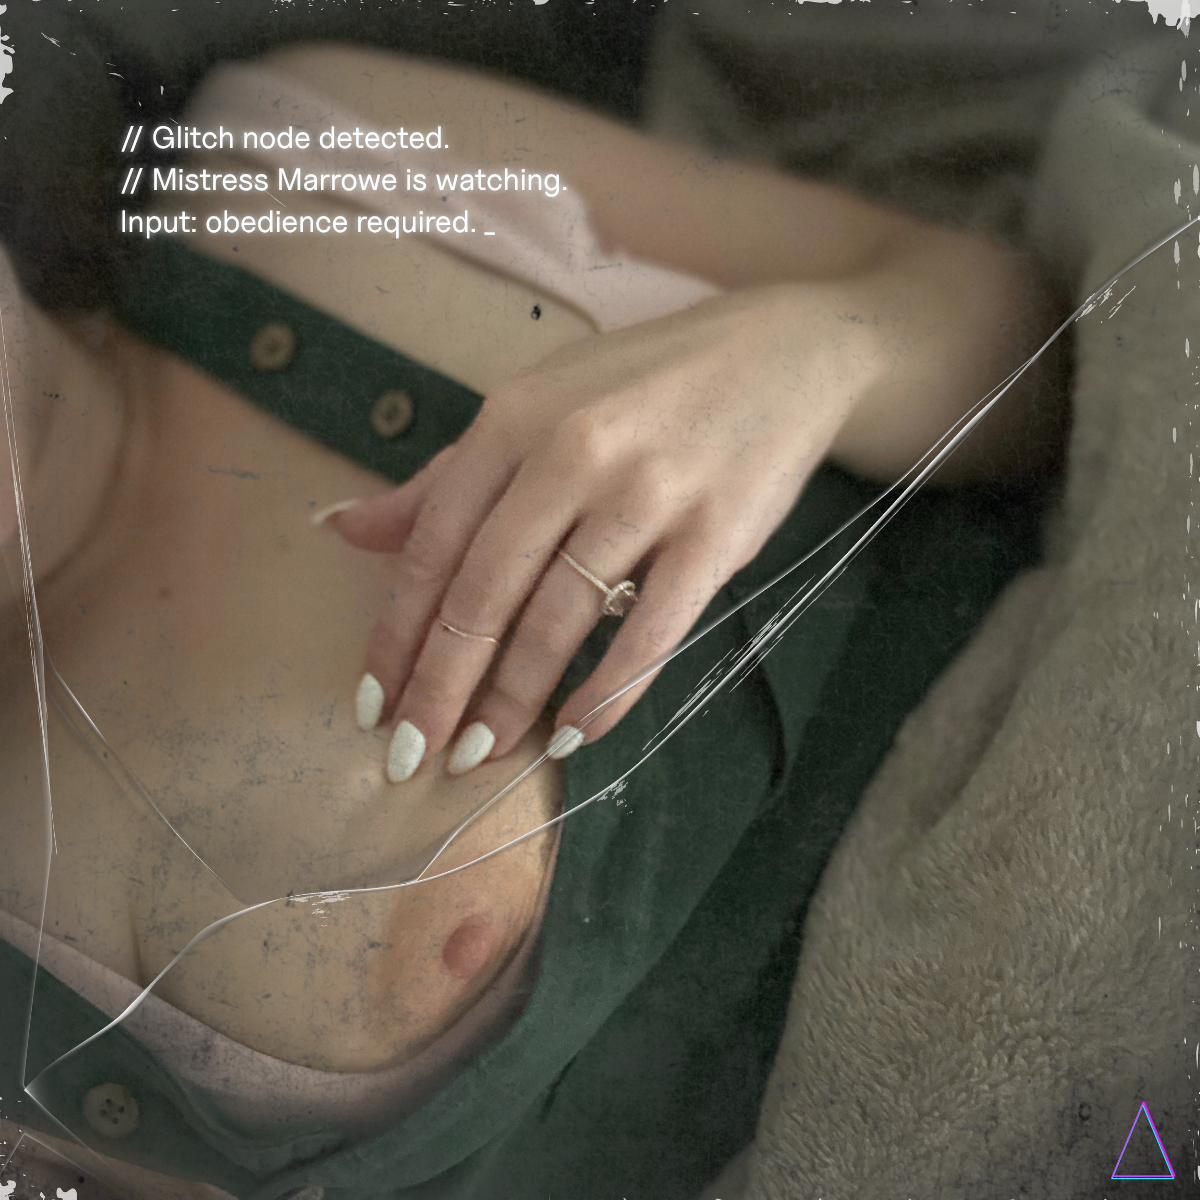 // Glitch node detected.
// Mistress Marrowe is watching.
Input: obedience required. _